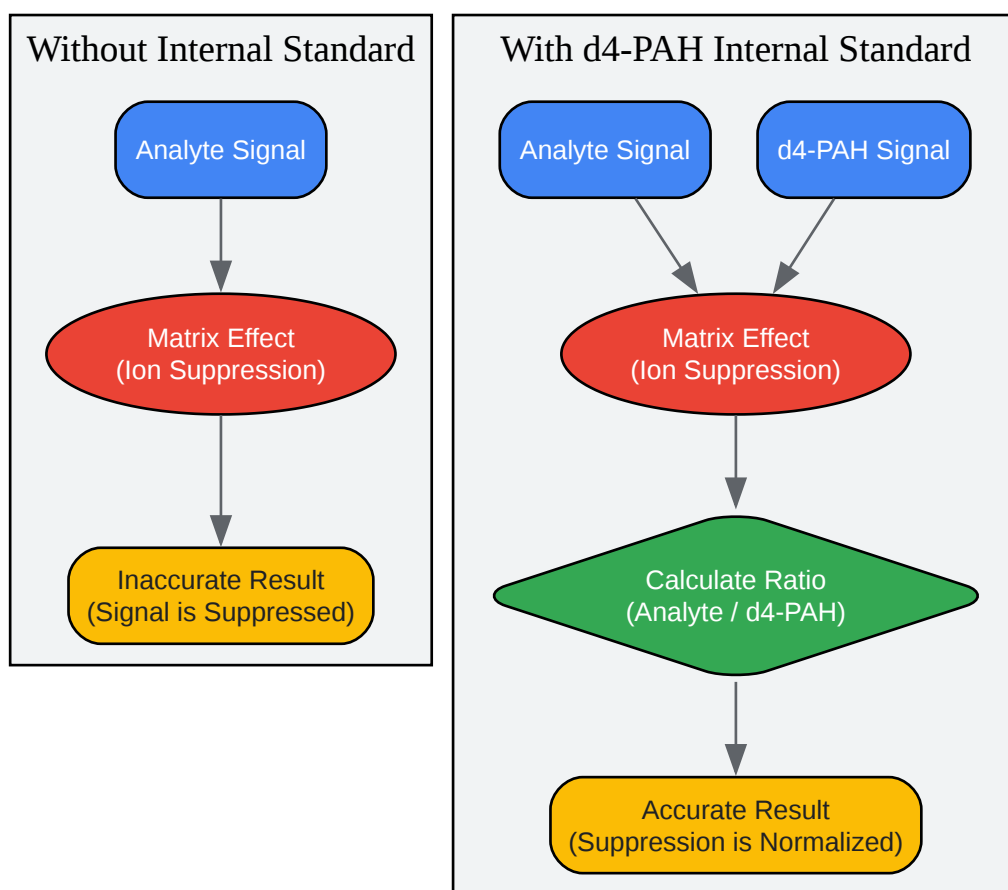 Without Internal Standard
Analyte Signal
Matrix Effect
(Ion Suppression)
Inaccurate Result
(Signal is Suppressed)
With d4-PAH Internal Standard
Analyte Signal
d4-PAH Signal
Matrix Effect
(Ion Suppression)
Calculate Ratio
(Analyte / d4-PAH)
Accurate Result
(Suppression is Normalized)